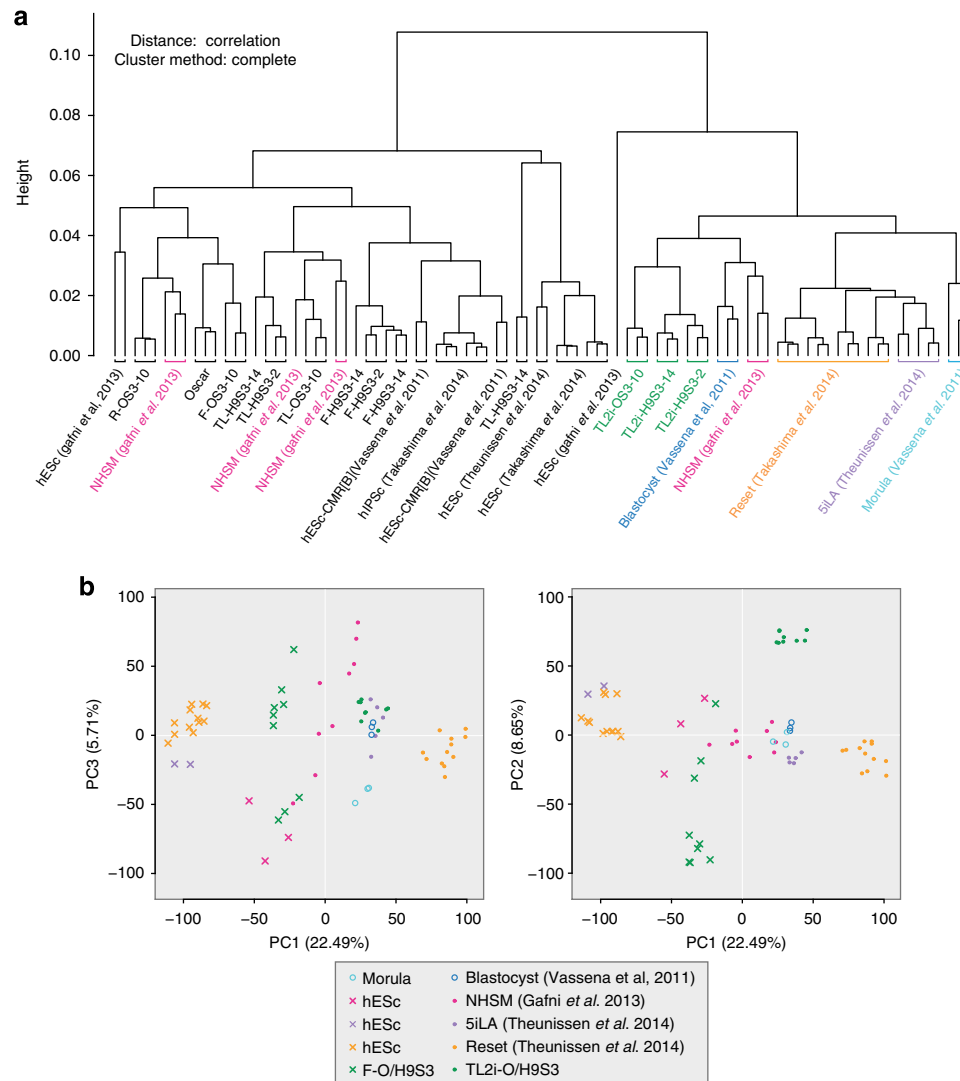 a
Distance: correlation
Cluster method: complete
Height
0.10
0.08
0.06
0.04
0.02
0.00
hESc (gafni et al. 2013)
R-OS3-10
NHSM (gafni et al. 2013)
Oscar
F-OS3-10
TL-H9S3-14
TL-H9S3-2
NHSM (gafni et al. 2013)
TL-OS3-10
NHSM (gafni et al. 2013)
F-H9S3-14
F-H9S3-2
F-H9S3-14
hESc-CMR[B](Vassena et al. 2011)
hIPSc (Takashima et al. 2014)
hESc-CMR[B](Vassena et al. 2011)
TL-H9S3-14
hESc (Theunissen et al. 2014)
hESc (Takashima et al. 2014)
hESc (gafni et al. 2013)
TL2i-OS3-10
TL2i-H9S3-14
TL2i-H9S3-2
Blastocyst (Vassena et al. 2011)
NHSM (gafni et al. 2013)
Reset (Takashima et al. 2014)
5iLA (Theunissen et al. 2014)
Morula (Vassena et al. 2011)
b
PC3 (5.71%)
100
50
0
−50
−100
−100
−50
0
50
100
PC1 (22.49%)
PC2 (8.65%)
100
50
0
−50
−100
−100
−50
0
50
100
PC1 (22.49%)
Morula
hESc
hESc
hESc
F-O/H9S3
Blastocyst (Vassena et al, 2011)
NHSM (Gafni et al. 2013)
5iLA (Theunissen et al. 2014)
Reset (Theunissen et al. 2014)
TL2i-O/H9S3